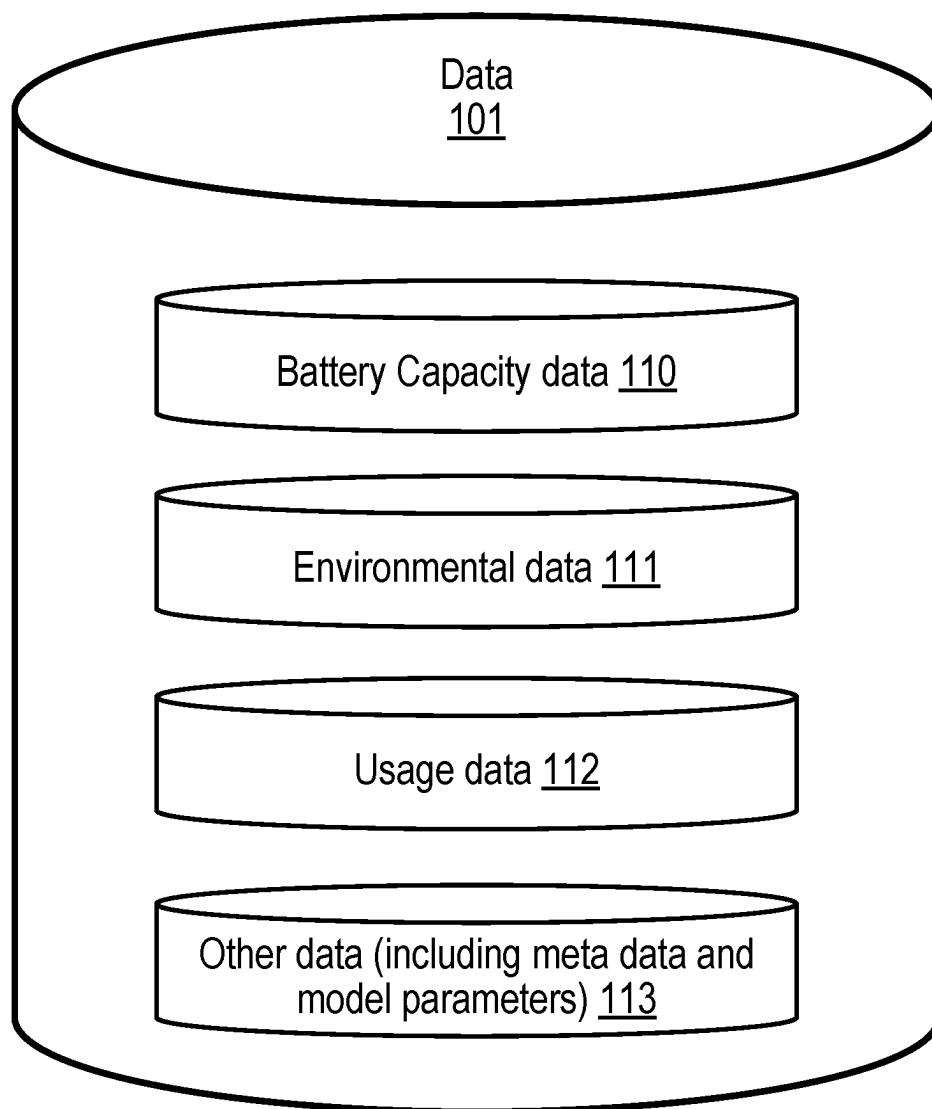 Data
101
Battery Capacity data 110
Environmental data 111
Usage data 112
Other data (including meta data and
model parameters) 113